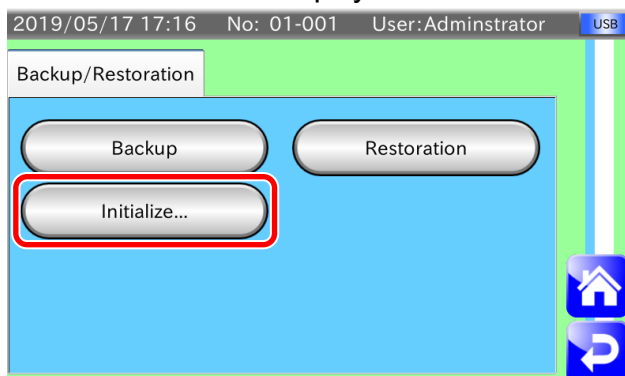 2019/05/17 17:16 No: 01-001 User:Adminstrator USB
Backup/Restoration
Backup Restoration
Initialize...